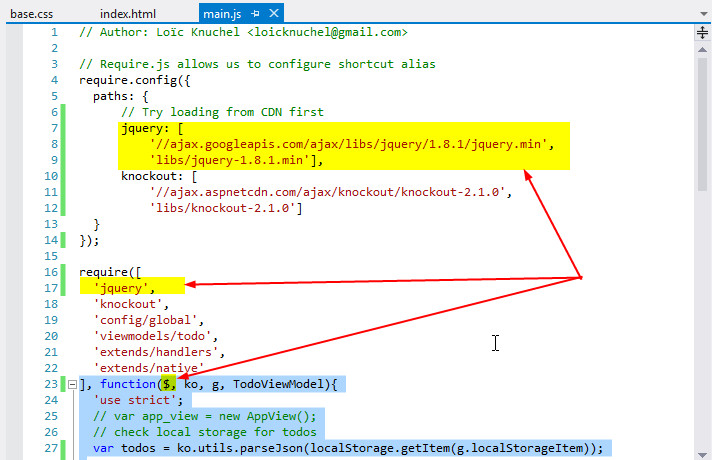 base.css index.html main.js
1 // Author: Loïc Knuchel <loicknuchel@gmail.com>
2
3 // Require.js allows us to configure shortcut alias
4 require.config({
5 paths: {
6 // Try loading from CDN first
7 jquery: [
8 '//ajax.googleapis.com/ajax/libs/jquery/1.8.1/jquery.min',
9 'libs/jquery-1.8.1.min'],
10 knockout: [
11 '//ajax.aspnetcdn.com/ajax/knockout/knockout-2.1.0',
12 'libs/knockout-2.1.0']
13 }
14 });
15
16 require([
17 'jquery',
18 'knockout',
19 'config/global',
20 'viewmodels/todo',
21 'extends/handlers',
22 'extends/native'
23 ], function($, ko, g, TodoViewModel){
24 'use strict';
25 // var app_view = new AppView();
26 // check local storage for todos
27 var todos = ko.utils.parseJson(localStorage.getItem(g.localStorageItem));